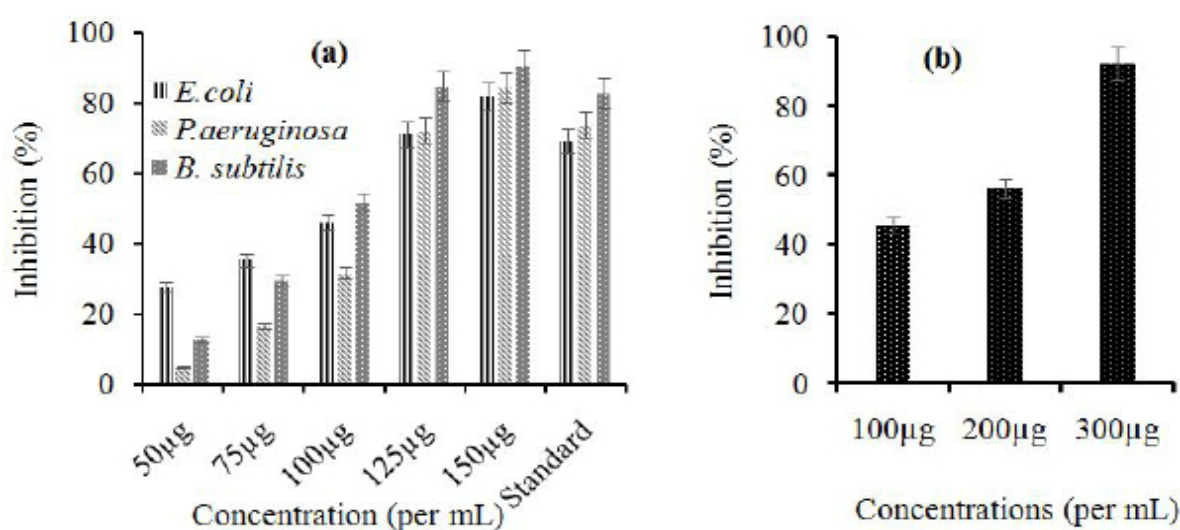 (a)
E.coli
P.aeruginosa
B. subtilis
Inhibition (%)
100
80
60
40
20
0
50µg
75µg
100µg
125µg
150µg
Standard
Concentration (per mL)
(b)
Inhibition (%)
100
80
60
40
20
0
100µg
200µg
300µg
Concentrations (per mL)